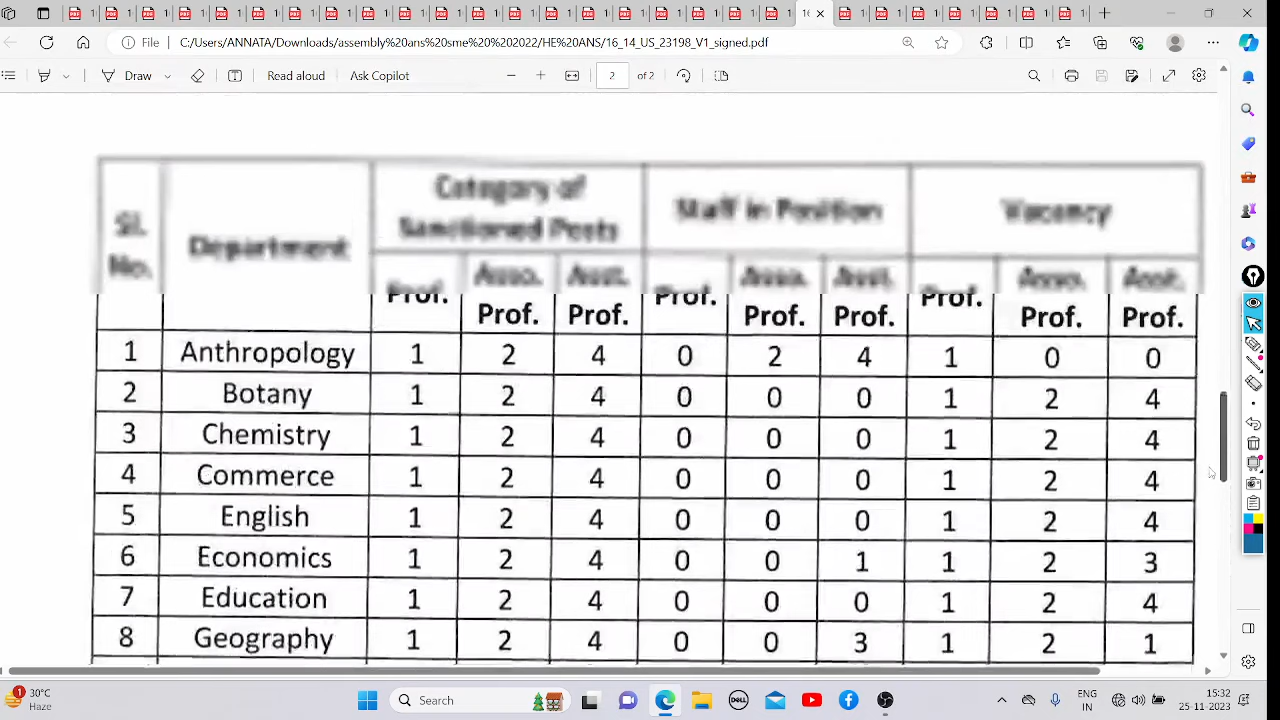 File C:/Users/ANNATA/Downloads/assembly%20ans%20sme%20%202022/HE%20ANS/16_14_US_23198_V1_signed.pdf
Draw Read aloud Ask Copilot 2 of 2
Category of
Sanctioned Posts Staff in Position Vacancy
Sl. No. Department Prof. Asso. Prof. Asst. Prof. Prof. Asso. Prof. Asst. Prof. Prof. Asso. Prof. Asst. Prof.
1 Anthropology 1 2 4 0 2 4 1 0 0
2 Botany 1 2 4 0 0 0 1 2 4
3 Chemistry 1 2 4 0 0 0 1 2 4
4 Commerce 1 2 4 0 0 0 1 2 4
5 English 1 2 4 0 0 0 1 2 4
6 Economics 1 2 4 0 0 1 1 2 3
7 Education 1 2 4 0 0 0 1 2 4
8 Geography 1 2 4 0 0 3 1 2 1
1 30°C Search ENG 15:32
Haze IN 25-11-2023